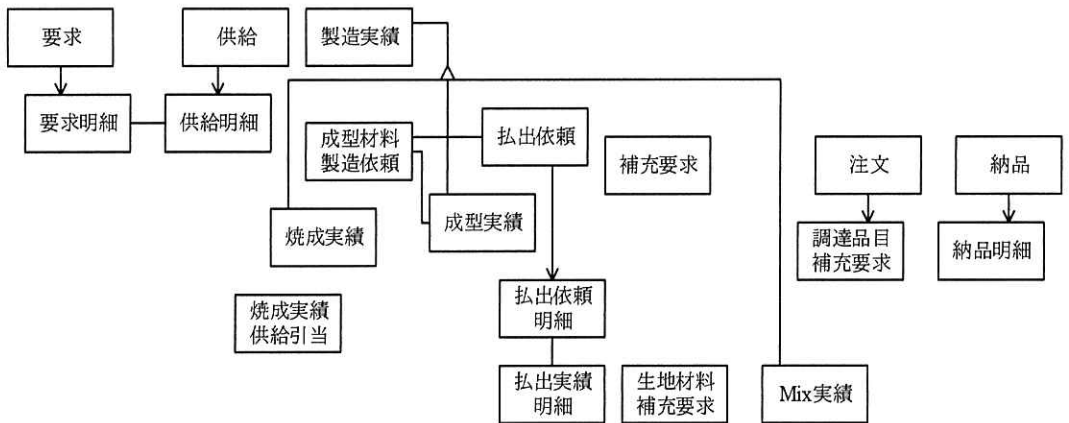 要求
供給
製造実績
要求明細
供給明細
成型材料
製造依頼
払出依頼
補充要求
注文
納品
焼成実績
成型実績
調達品目
補充要求
納品明細
焼成実績
供給引当
払出依頼
明細
払出実績
明細
生地材料
補充要求
Mix実績